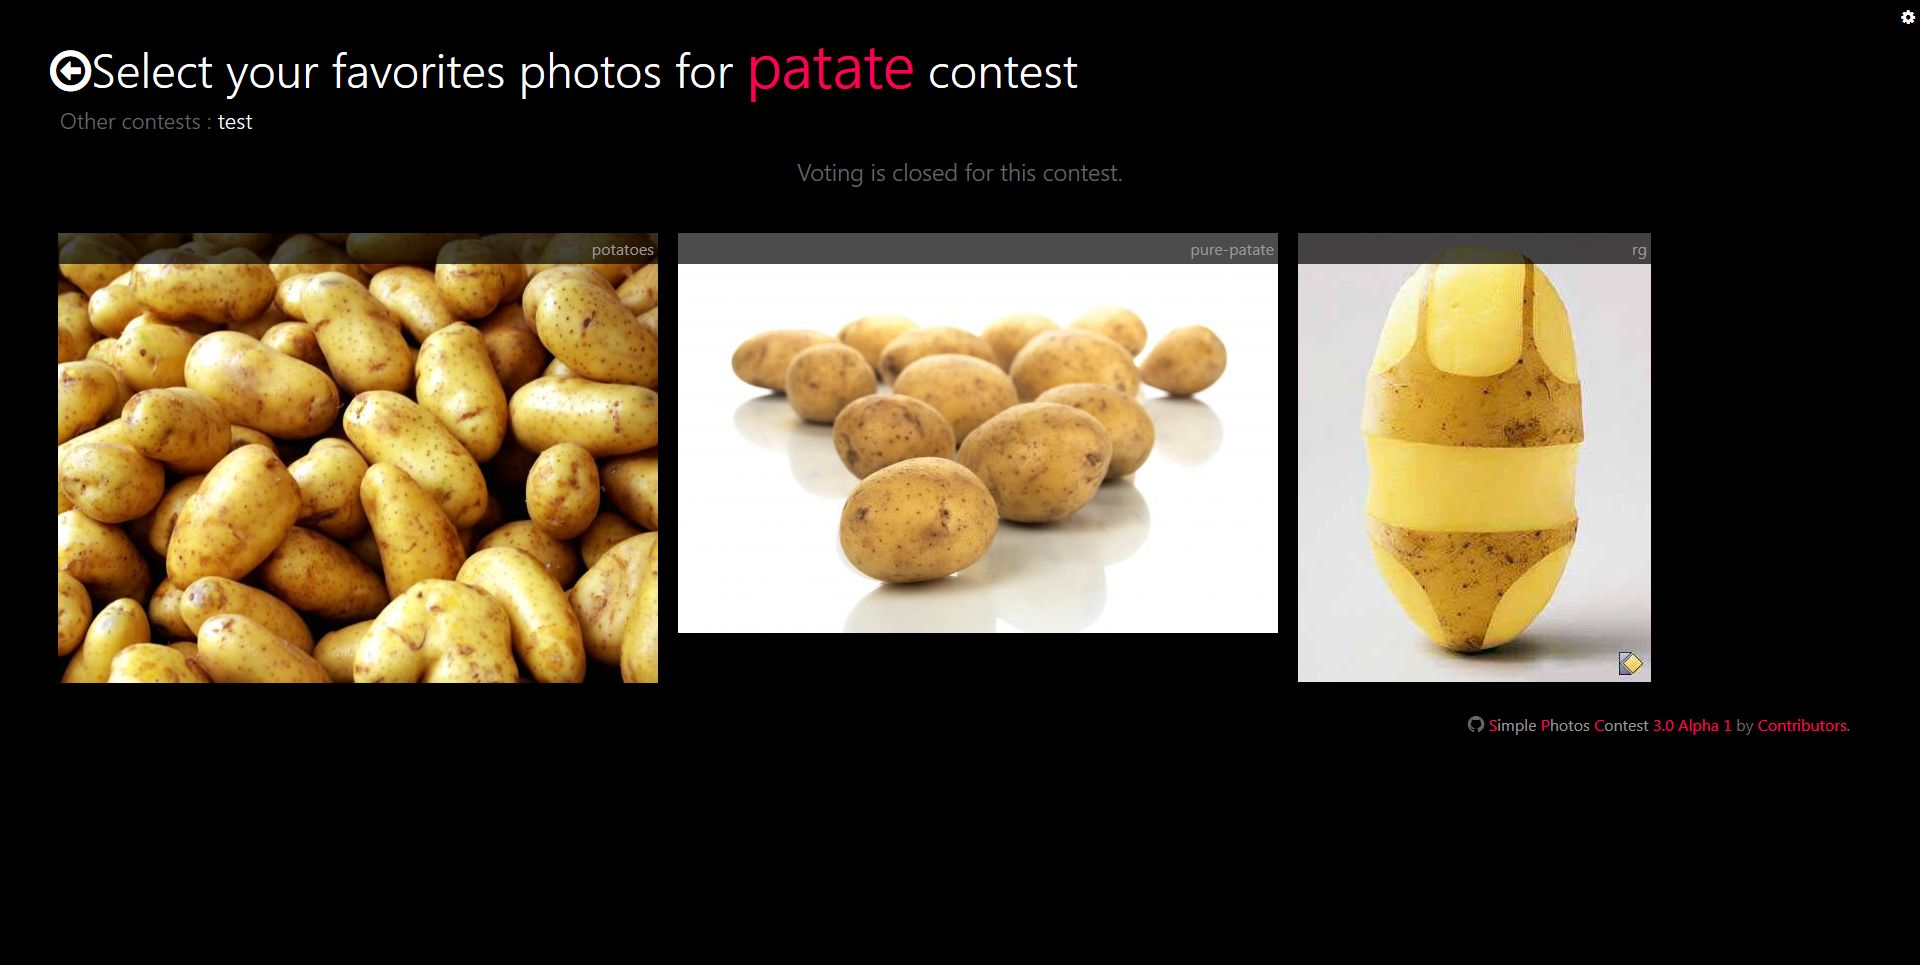 Select your favorites photos for patate contest
Other contests : test
Voting is closed for this contest.
potatoes
pure-patate
rg
Simple Photos Contest 3.0 Alpha 1 by Contributors.